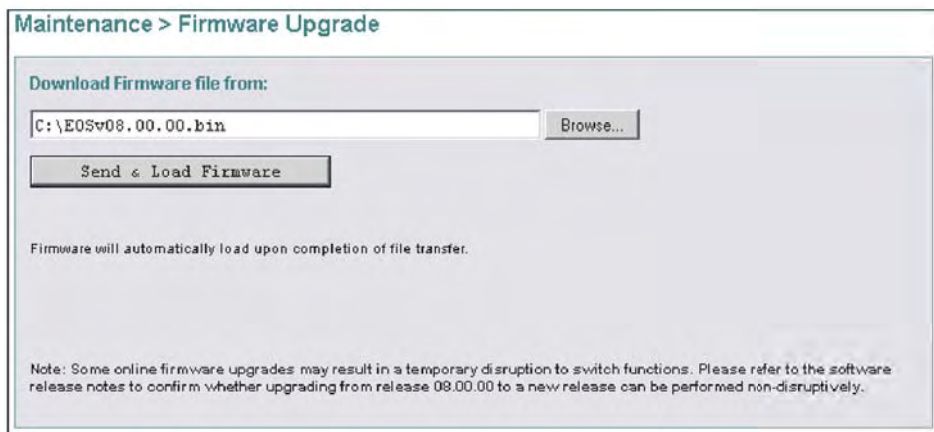 Maintenance > Firmware Upgrade
Download Firmware file from:
C:\EOSv08.00.00.bin
Browse...
Send & Load Firmware
Firmware will automatically load upon completion of file transfer.
Note: Some online firmware upgrades may result in a temporary disruption to switch functions. Please refer to the software
release notes to confirm whether upgrading from release 08.00.00 to a new release can be performed non-disruptively.